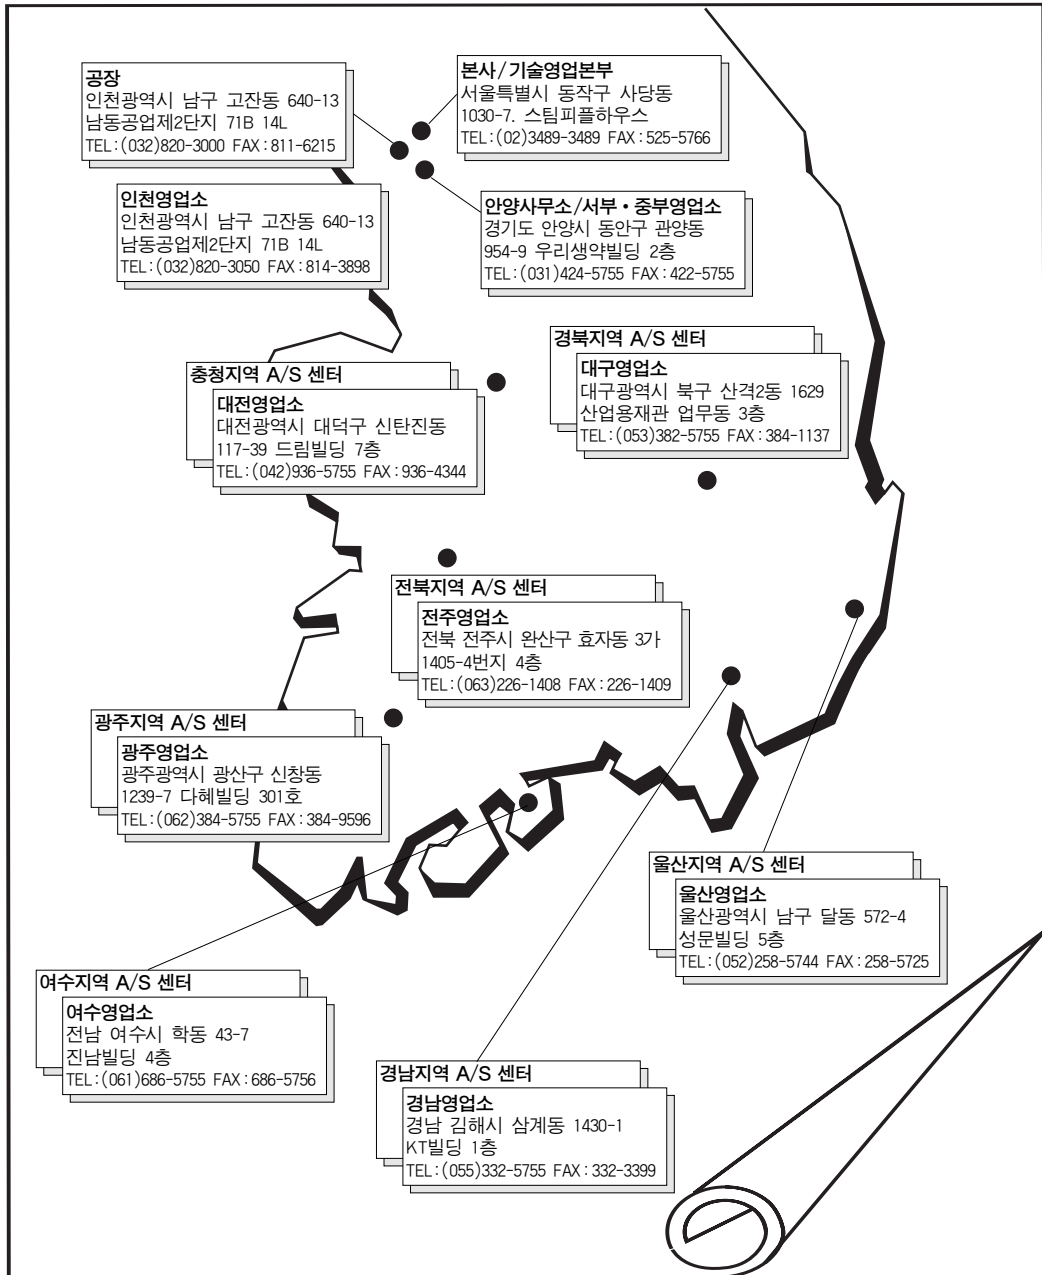 공장
인천광역시 남구 고잔동 640-13
남동공업제2단지 71B 14L
TEL:(032)820-3000 FAX:811-6215
본사/기술영업본부
서울특별시 동작구 사당동
1030-7. 스팀피플하우스
TEL:(02)3489-3489 FAX:525-5766
인천영업소
인천광역시 남구 고잔동 640-13
남동공업제2단지 71B 14L
TEL:(032)820-3050 FAX:814-3898
안양사무소/서부·중부영업소
경기도 안양시 동안구 관양동
954-9 우리생약빌딩 2층
TEL:(031)424-5755 FAX:422-5755
경북지역 A/S 센터
대구영업소
대구광역시 북구 산격2동 1629
산업용재관 업무동 3층
TEL:(053)382-5755 FAX:384-1137
충청지역 A/S 센터
대전영업소
대전광역시 대덕구 신탄진동
117-39 드림빌딩 7층
TEL:(042)936-5755 FAX:936-4344
전북지역 A/S 센터
전주영업소
전북 전주시 완산구 효자동 3가
1405-4번지 4층
TEL:(063)226-1408 FAX:226-1409
광주지역 A/S 센터
광주영업소
광주광역시 광산구 신창동
1239-7 다혜빌딩 301호
TEL:(062)384-5755 FAX:384-9596
울산지역 A/S 센터
울산영업소
울산광역시 남구 달동 572-4
성문빌딩 5층
TEL:(052)258-5744 FAX:258-5725
여수지역 A/S 센터
여수영업소
전남 여수시 학동 43-7
진남빌딩 4층
TEL:(061)686-5755 FAX:686-5756
경남지역 A/S 센터
경남영업소
경남 김해시 삼계동 1430-1
KT빌딩 1층
TEL:(055)332-5755 FAX:332-3399